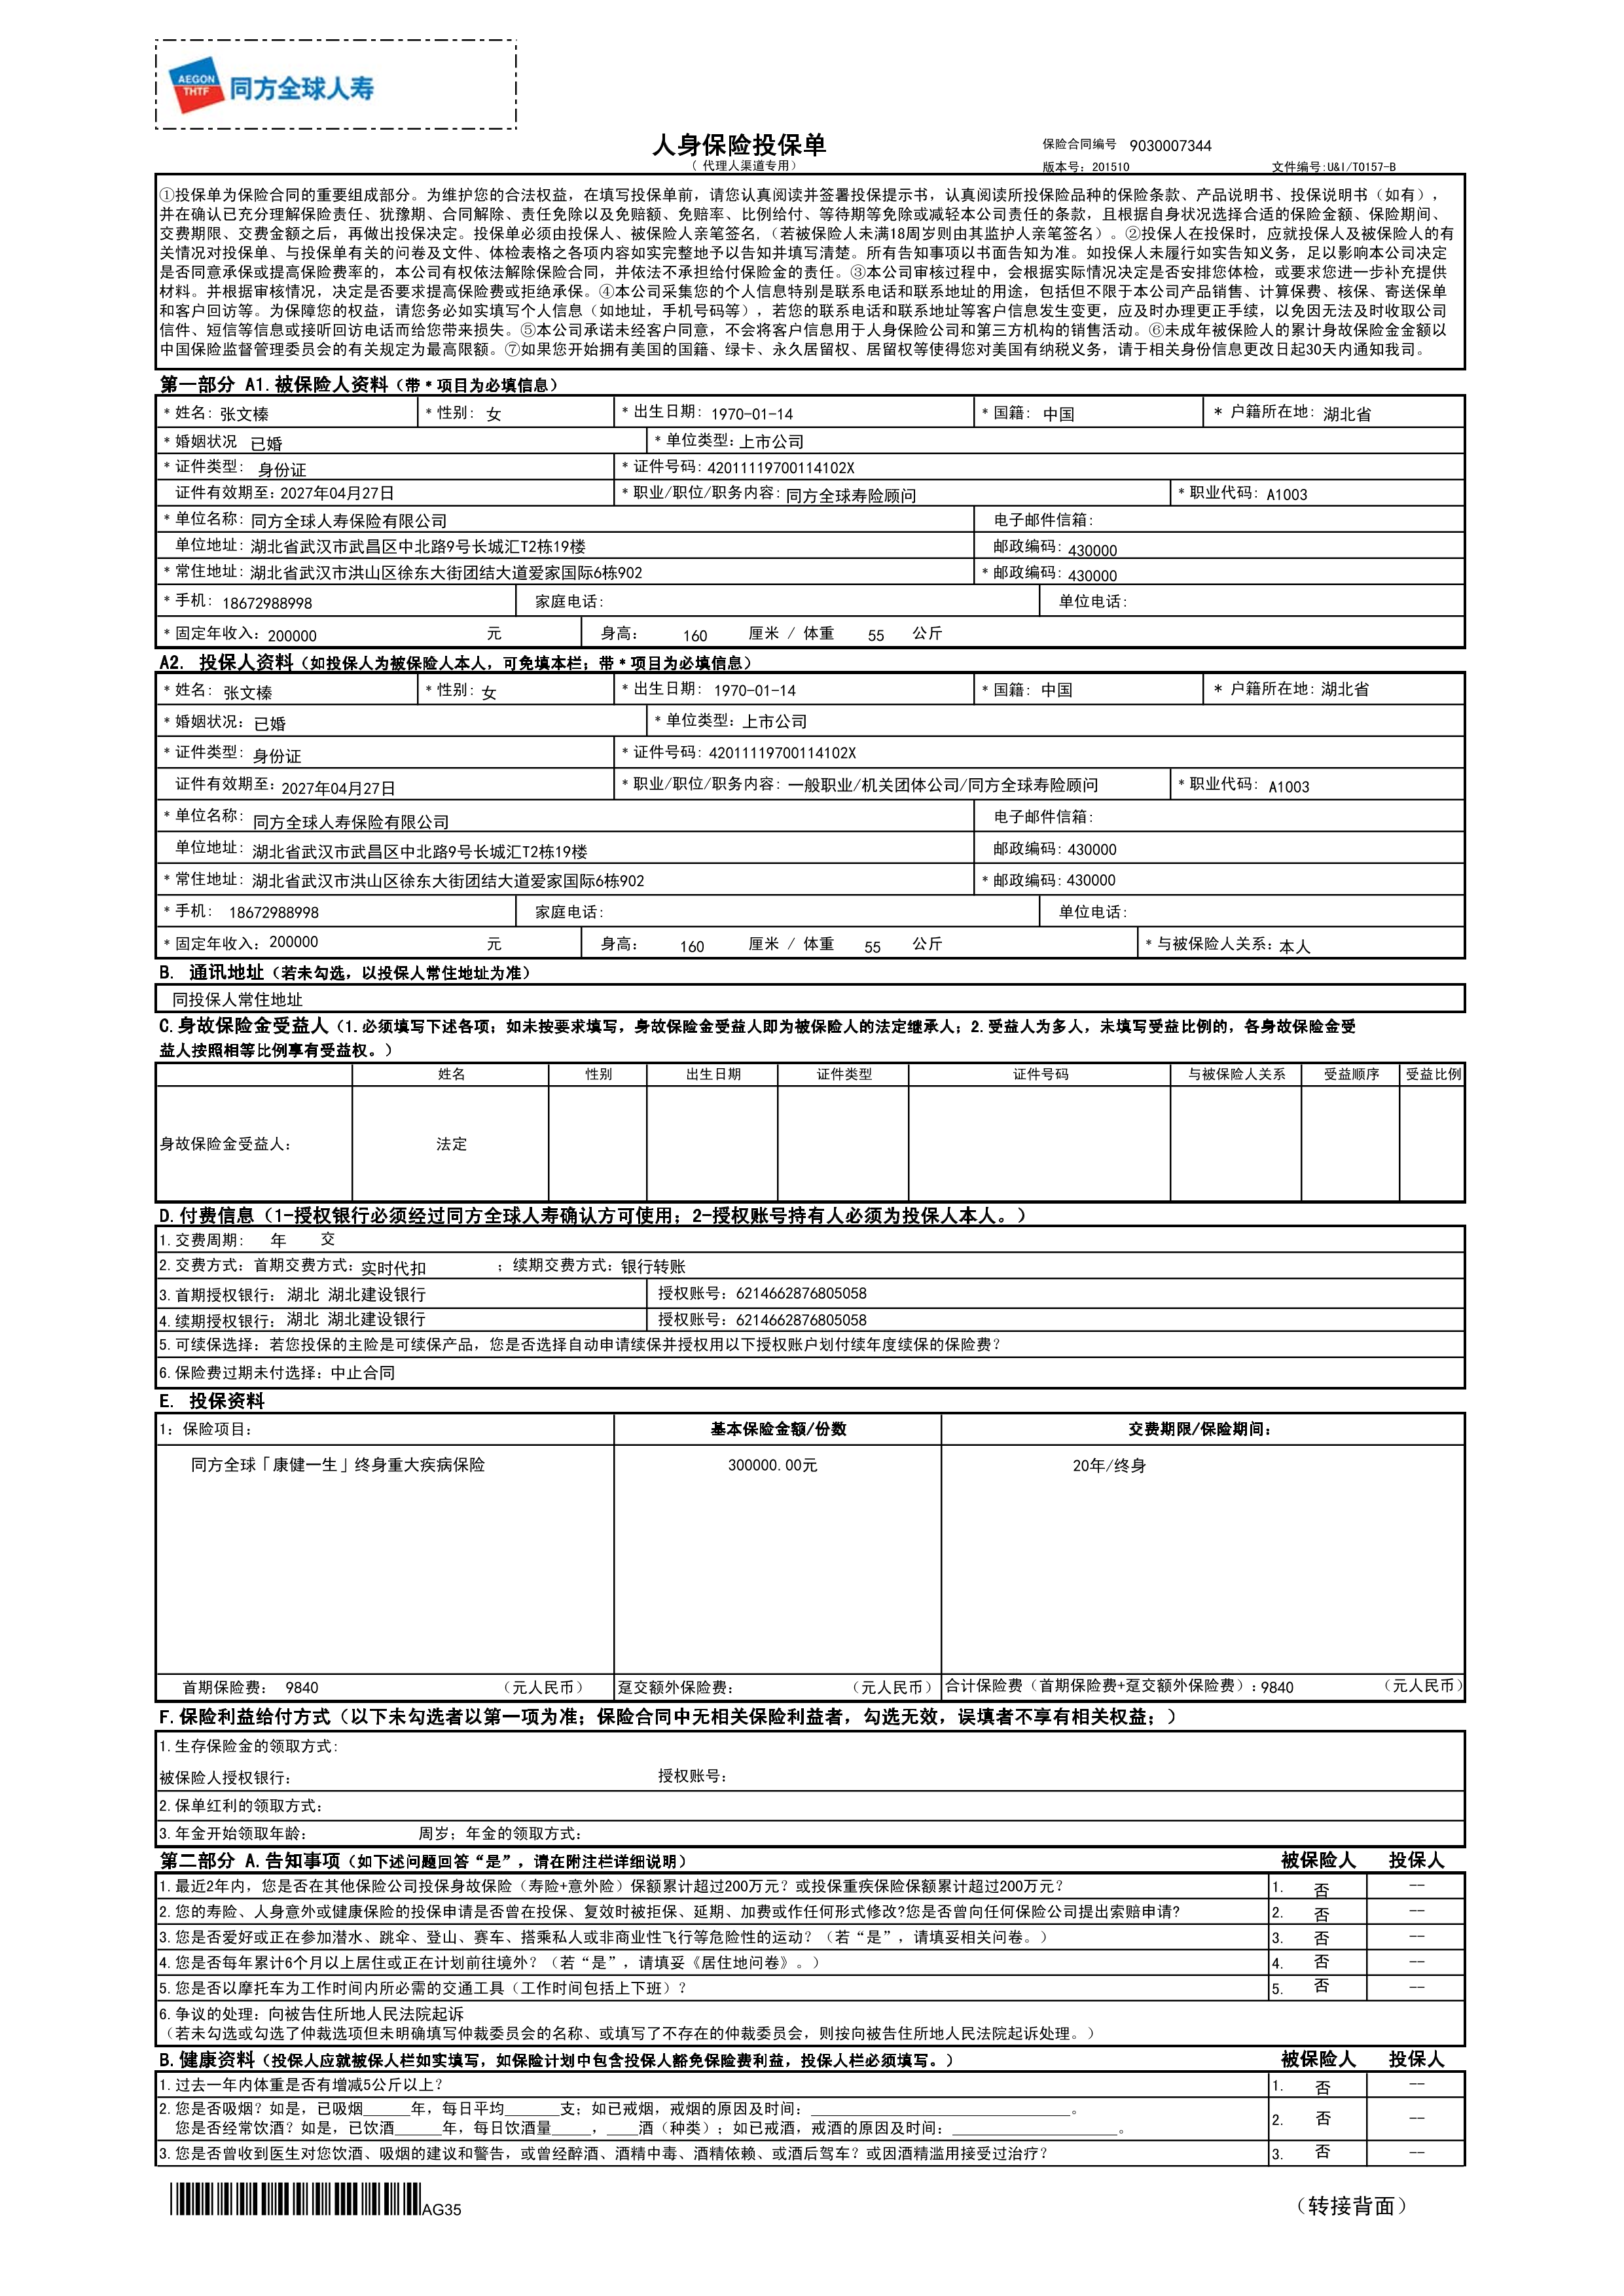 AEGON
THTF
同方全球人寿
人身保险投保单
（ 代理人渠道专用）
保险合同编号 9030007344
版本号：201510 文件编号:U&I/T0157-B
①投保单为保险合同的重要组成部分。为维护您的合法权益，在填写投保单前，请您认真阅读并签署投保提示书，认真阅读所投保险品种的保险条款、产品说明书、投保说明书（如有），
并在确认已充分理解保险责任、犹豫期、合同解除、责任免除以及免赔额、免赔率、比例给付、等待期等免除或减轻本公司责任的条款，且根据自身状况选择合适的保险金额、保险期间、
交费期限、交费金额之后，再做出投保决定。投保单必须由投保人、被保险人亲笔签名,（若被保险人未满18周岁则由其监护人亲笔签名）。②投保人在投保时，应就投保人及被保险人的有
关情况对投保单、与投保单有关的问卷及文件、体检表格之各项内容如实完整地予以告知并填写清楚。所有告知事项以书面告知为准。如投保人未履行如实告知义务，足以影响本公司决定
是否同意承保或提高保险费率的，本公司有权依法解除保险合同，并依法不承担给付保险金的责任。③本公司审核过程中，会根据实际情况决定是否安排您体检，或要求您进一步补充提供
材料。并根据审核情况，决定是否要求提高保险费或拒绝承保。④本公司采集您的个人信息特别是联系电话和联系地址的用途，包括但不限于本公司产品销售、计算保费、核保、寄送保单
和客户回访等。为保障您的权益，请您务必如实填写个人信息（如地址，手机号码等），若您的联系电话和联系地址等客户信息发生变更，应及时办理更正手续，以免因无法及时收取公司
信件、短信等信息或接听回访电话而给您带来损失。⑤本公司承诺未经客户同意，不会将客户信息用于人身保险公司和第三方机构的销售活动。⑥未成年被保险人的累计身故保险金金额以
中国保险监督管理委员会的有关规定为最高限额。⑦如果您开始拥有美国的国籍、绿卡、永久居留权、居留权等使得您对美国有纳税义务，请于相关身份信息更改日起30天内通知我司。
第一部分 A1.被保险人资料（带*项目为必填信息）
* 姓名：张文榛 * 性别： 女 * 出生日期：1970-01-14 * 国籍： 中国 * 户籍所在地：湖北省
* 婚姻状况 已婚 * 单位类型：上市公司
* 证件类型： 身份证 * 证件号码：42011119700114102X
证件有效期至：2027年04月27日 * 职业/职位/职务内容：同方全球寿险顾问 * 职业代码：A1003
* 单位名称：同方全球人寿保险有限公司 电子邮件信箱：
单位地址：湖北省武汉市武昌区中北路9号长城汇T2栋19楼 邮政编码：430000
* 常住地址：湖北省武汉市洪山区徐东大街团结大道爱家国际6栋902 * 邮政编码：430000
* 手机： 18672988998 家庭电话： 单位电话：
* 固定年收入：200000 元 身高： 160 厘米 / 体重 55 公斤
A2. 投保人资料（如投保人为被保险人本人，可免填本栏；带*项目为必填信息）
* 姓名：张文榛 * 性别：女 * 出生日期： 1970-01-14 * 国籍：中国 * 户籍所在地：湖北省
* 婚姻状况：已婚 * 单位类型：上市公司
* 证件类型：身份证 * 证件号码：42011119700114102X
证件有效期至：2027年04月27日 * 职业/职位/职务内容：一般职业/机关团体公司/同方全球寿险顾问 * 职业代码：A1003
* 单位名称：同方全球人寿保险有限公司 电子邮件信箱：
单位地址：湖北省武汉市武昌区中北路9号长城汇T2栋19楼 邮政编码：430000
* 常住地址：湖北省武汉市洪山区徐东大街团结大道爱家国际6栋902 * 邮政编码：430000
* 手机： 18672988998 家庭电话： 单位电话：
* 固定年收入：200000 元 身高： 160 厘米 / 体重 55 公斤 * 与被保险人关系：本人
B. 通讯地址（若未勾选，以投保人常住地址为准）
同投保人常住地址
C.身故保险金受益人（1.必须填写下述各项；如未按要求填写，身故保险金受益人即为被保险人的法定继承人；2.受益人为多人，未填写受益比例的，各身故保险金受
益人按照相等比例享有受益权。）
姓名 性别 出生日期 证件类型 证件号码 与被保险人关系 受益顺序 受益比例
身故保险金受益人： 法定
D.付费信息（1-授权银行必须经过同方全球人寿确认方可使用；2-授权账号持有人必须为投保人本人。）
1.交费周期： 年 交
2.交费方式：首期交费方式：实时代扣 ；续期交费方式：银行转账
3.首期授权银行：湖北 湖北建设银行 授权账号：6214662876805058
4.续期授权银行：湖北 湖北建设银行 授权账号：6214662876805058
5.可续保选择：若您投保的主险是可续保产品，您是否选择自动申请续保并授权用以下授权账户划付续年度续保的保险费？
6.保险费过期未付选择：中止合同
E. 投保资料
1：保险项目： 基本保险金额/份数 交费期限/保险期间：
同方全球「康健一生」终身重大疾病保险 300000.00元 20年/终身
首期保险费： 9840 （元人民币） 趸交额外保险费： （元人民币） 合计保险费（首期保险费+趸交额外保险费）：9840 （元人民币）
F.保险利益给付方式（以下未勾选者以第一项为准；保险合同中无相关保险利益者，勾选无效，误填者不享有相关权益；）
1.生存保险金的领取方式：
被保险人授权银行： 授权账号：
2.保单红利的领取方式：
3.年金开始领取年龄： 周岁；年金的领取方式：
第二部分 A.告知事项（如下述问题回答“是”，请在附注栏详细说明） 被保险人 投保人
1.最近2年内，您是否在其他保险公司投保身故保险（寿险+意外险）保额累计超过200万元？或投保重疾保险保额累计超过200万元？ 1. 否 --
2.您的寿险、人身意外或健康保险的投保申请是否曾在投保、复效时被拒保、延期、加费或作任何形式修改?您是否曾向任何保险公司提出索赔申请? 2. 否 --
3.您是否爱好或正在参加潜水、跳伞、登山、赛车、搭乘私人或非商业性飞行等危险性的运动？（若“是”，请填妥相关问卷。） 3. 否 --
4.您是否每年累计6个月以上居住或正在计划前往境外？（若“是”，请填妥《居住地问卷》。） 4. 否 --
5.您是否以摩托车为工作时间内所必需的交通工具（工作时间包括上下班）？ 5. 否 --
6.争议的处理：向被告住所地人民法院起诉
（若未勾选或勾选了仲裁选项但未明确填写仲裁委员会的名称、或填写了不存在的仲裁委员会，则按向被告住所地人民法院起诉处理。）
B.健康资料（投保人应就被保人栏如实填写，如保险计划中包含投保人豁免保险费利益，投保人栏必须填写。） 被保险人 投保人
1.过去一年内体重是否有增减5公斤以上？ 1. 否 --
2.您是否吸烟？如是，已吸烟______年，每日平均_______支；如已戒烟，戒烟的原因及时间：_________________________________。
您是否经常饮酒？如是，已饮酒______年，每日饮酒量_____，____酒（种类）；如已戒酒，戒酒的原因及时间：_____________________。 2. 否 --
3.您是否曾收到医生对您饮酒、吸烟的建议和警告，或曾经醉酒、酒精中毒、酒精依赖、或酒后驾车？或因酒精滥用接受过治疗？ 3. 否 --
AG35 （转接背面）